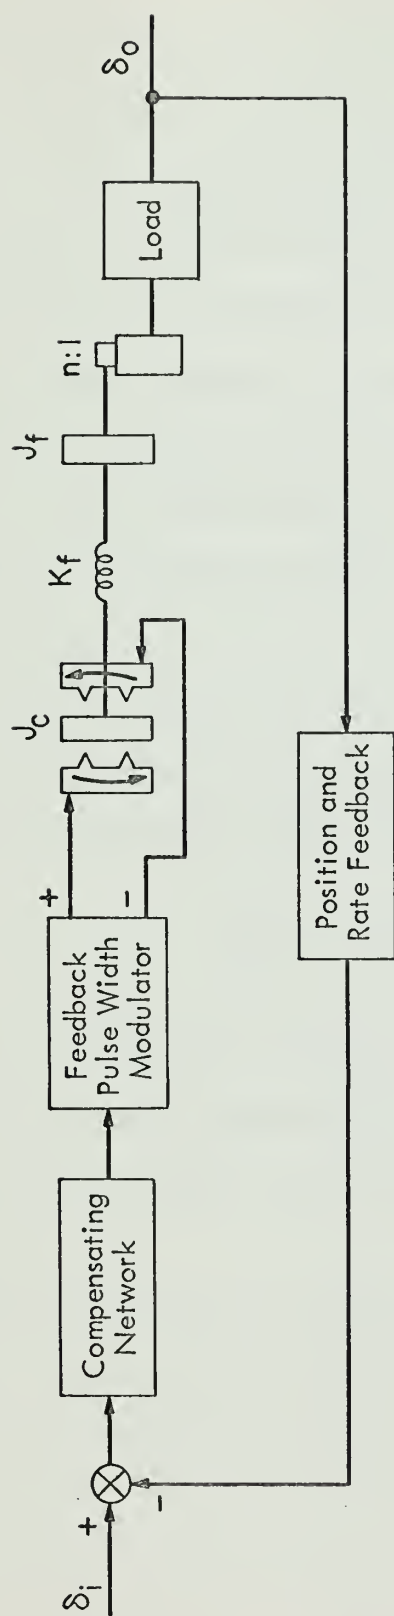 δi
+
−
Compensating
Network
Feedback
Pulse Width
Modulator
+
−
Jc
Kf
Jf
n:1
Load
δo
Position and
Rate Feedback